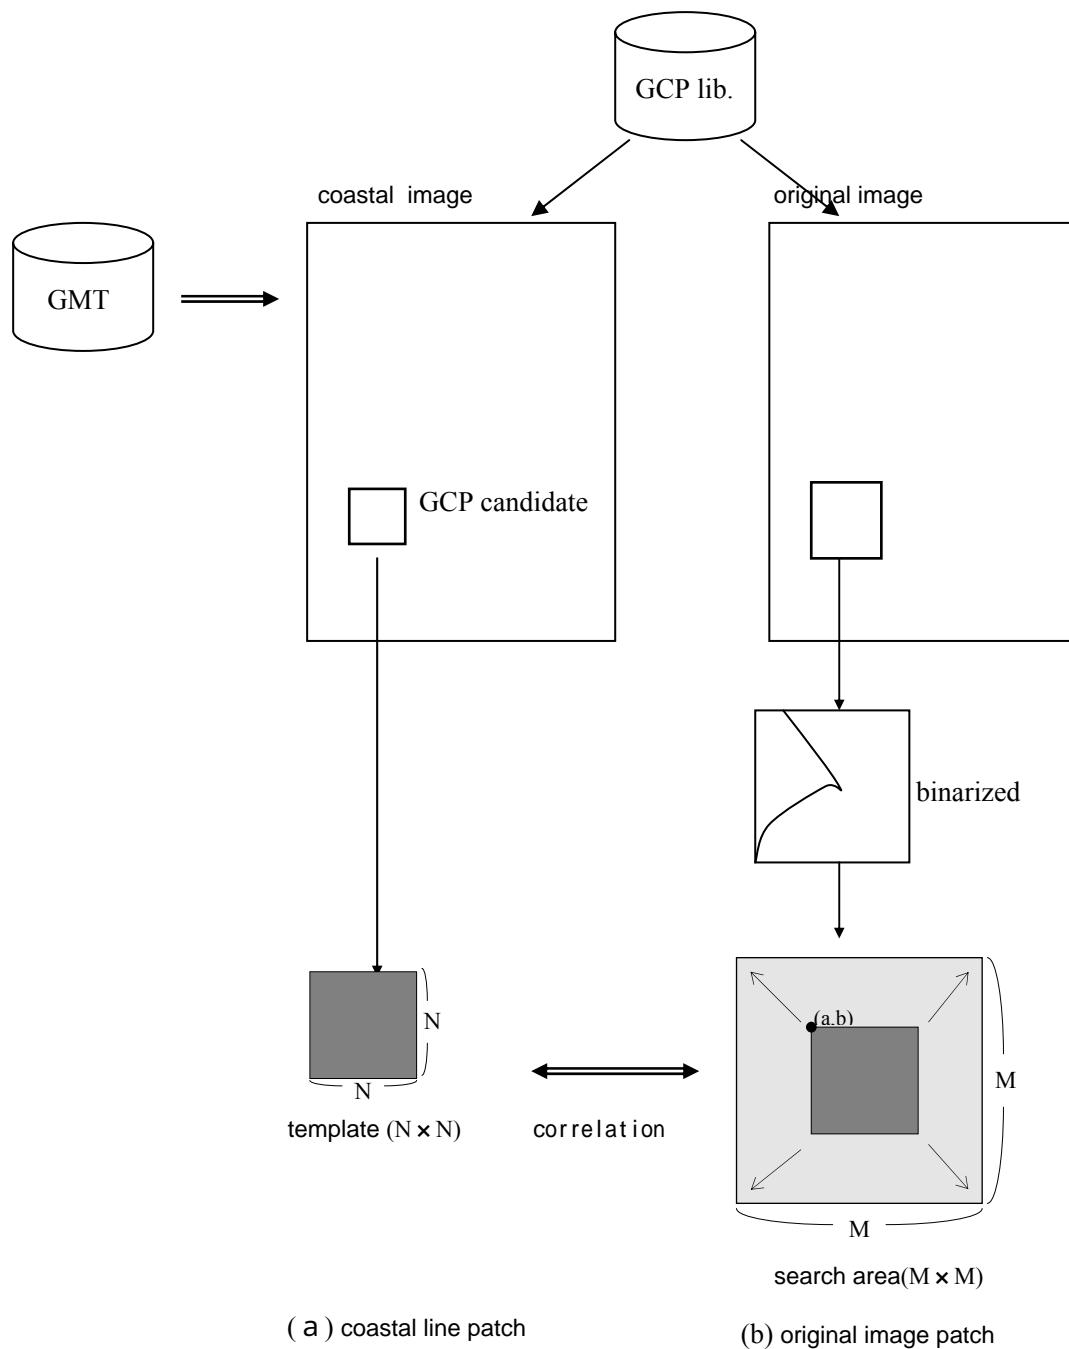 GCP lib.
coastal image
original image
GMT
GCP candidate
binarized
(a,b)
N
N
M
M
template (N × N)
correlation
search area(M × M)
(a) coastal line patch
(b) original image patch